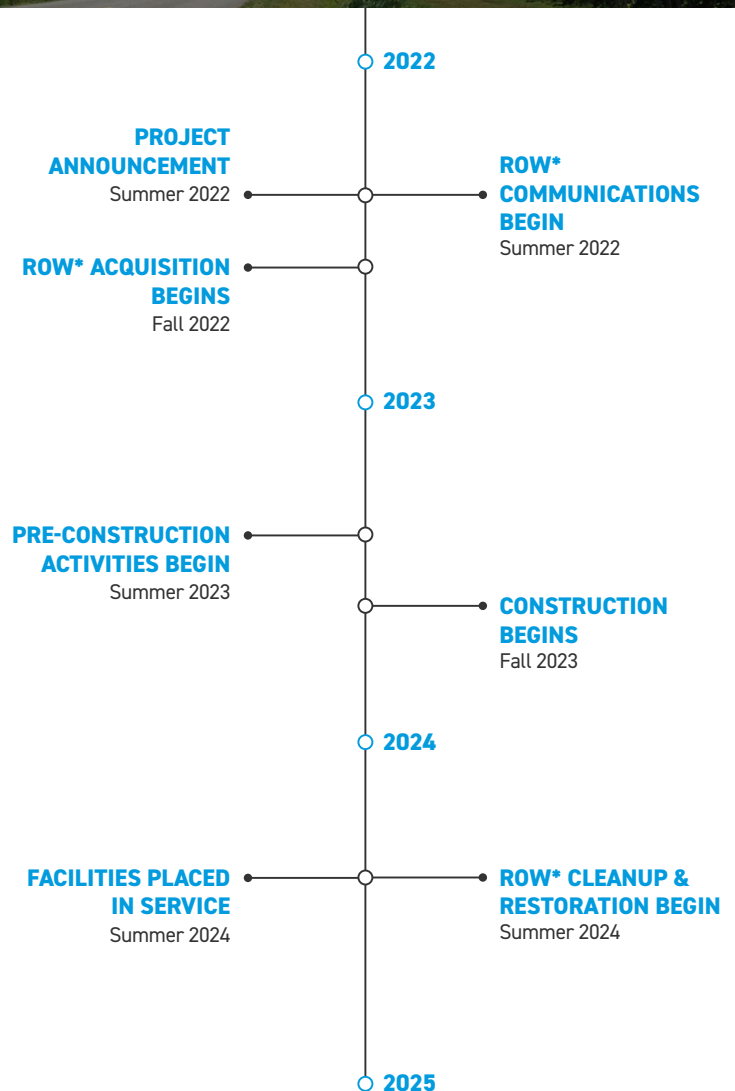 2022
PROJECT
ANNOUNCEMENT
Summer 2022
ROW*
COMMUNICATIONS
BEGIN
Summer 2022
ROW* ACQUISITION
BEGINS
Fall 2022
2023
PRE-CONSTRUCTION
ACTIVITIES BEGIN
Summer 2023
CONSTRUCTION
BEGINS
Fall 2023
2024
FACILITIES PLACED
IN SERVICE
Summer 2024
ROW* CLEANUP &
RESTORATION BEGIN
Summer 2024
2025